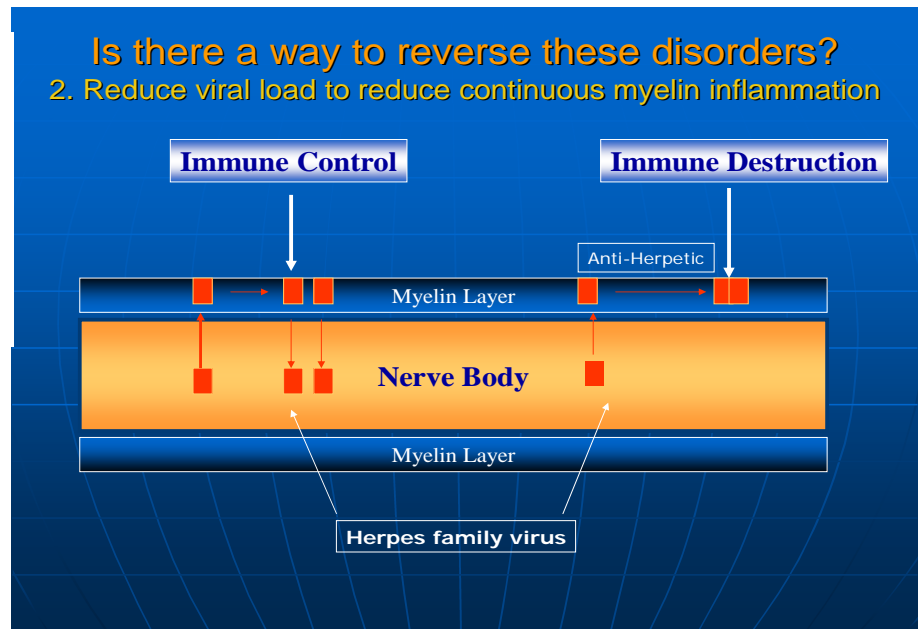 Is there a way to reverse these disorders?
2. Reduce viral load to reduce continuous myelin inflammation
Immune Control
Immune Destruction
Anti-Herpetic
Myelin Layer
Nerve Body
Myelin Layer
Herpes family virus